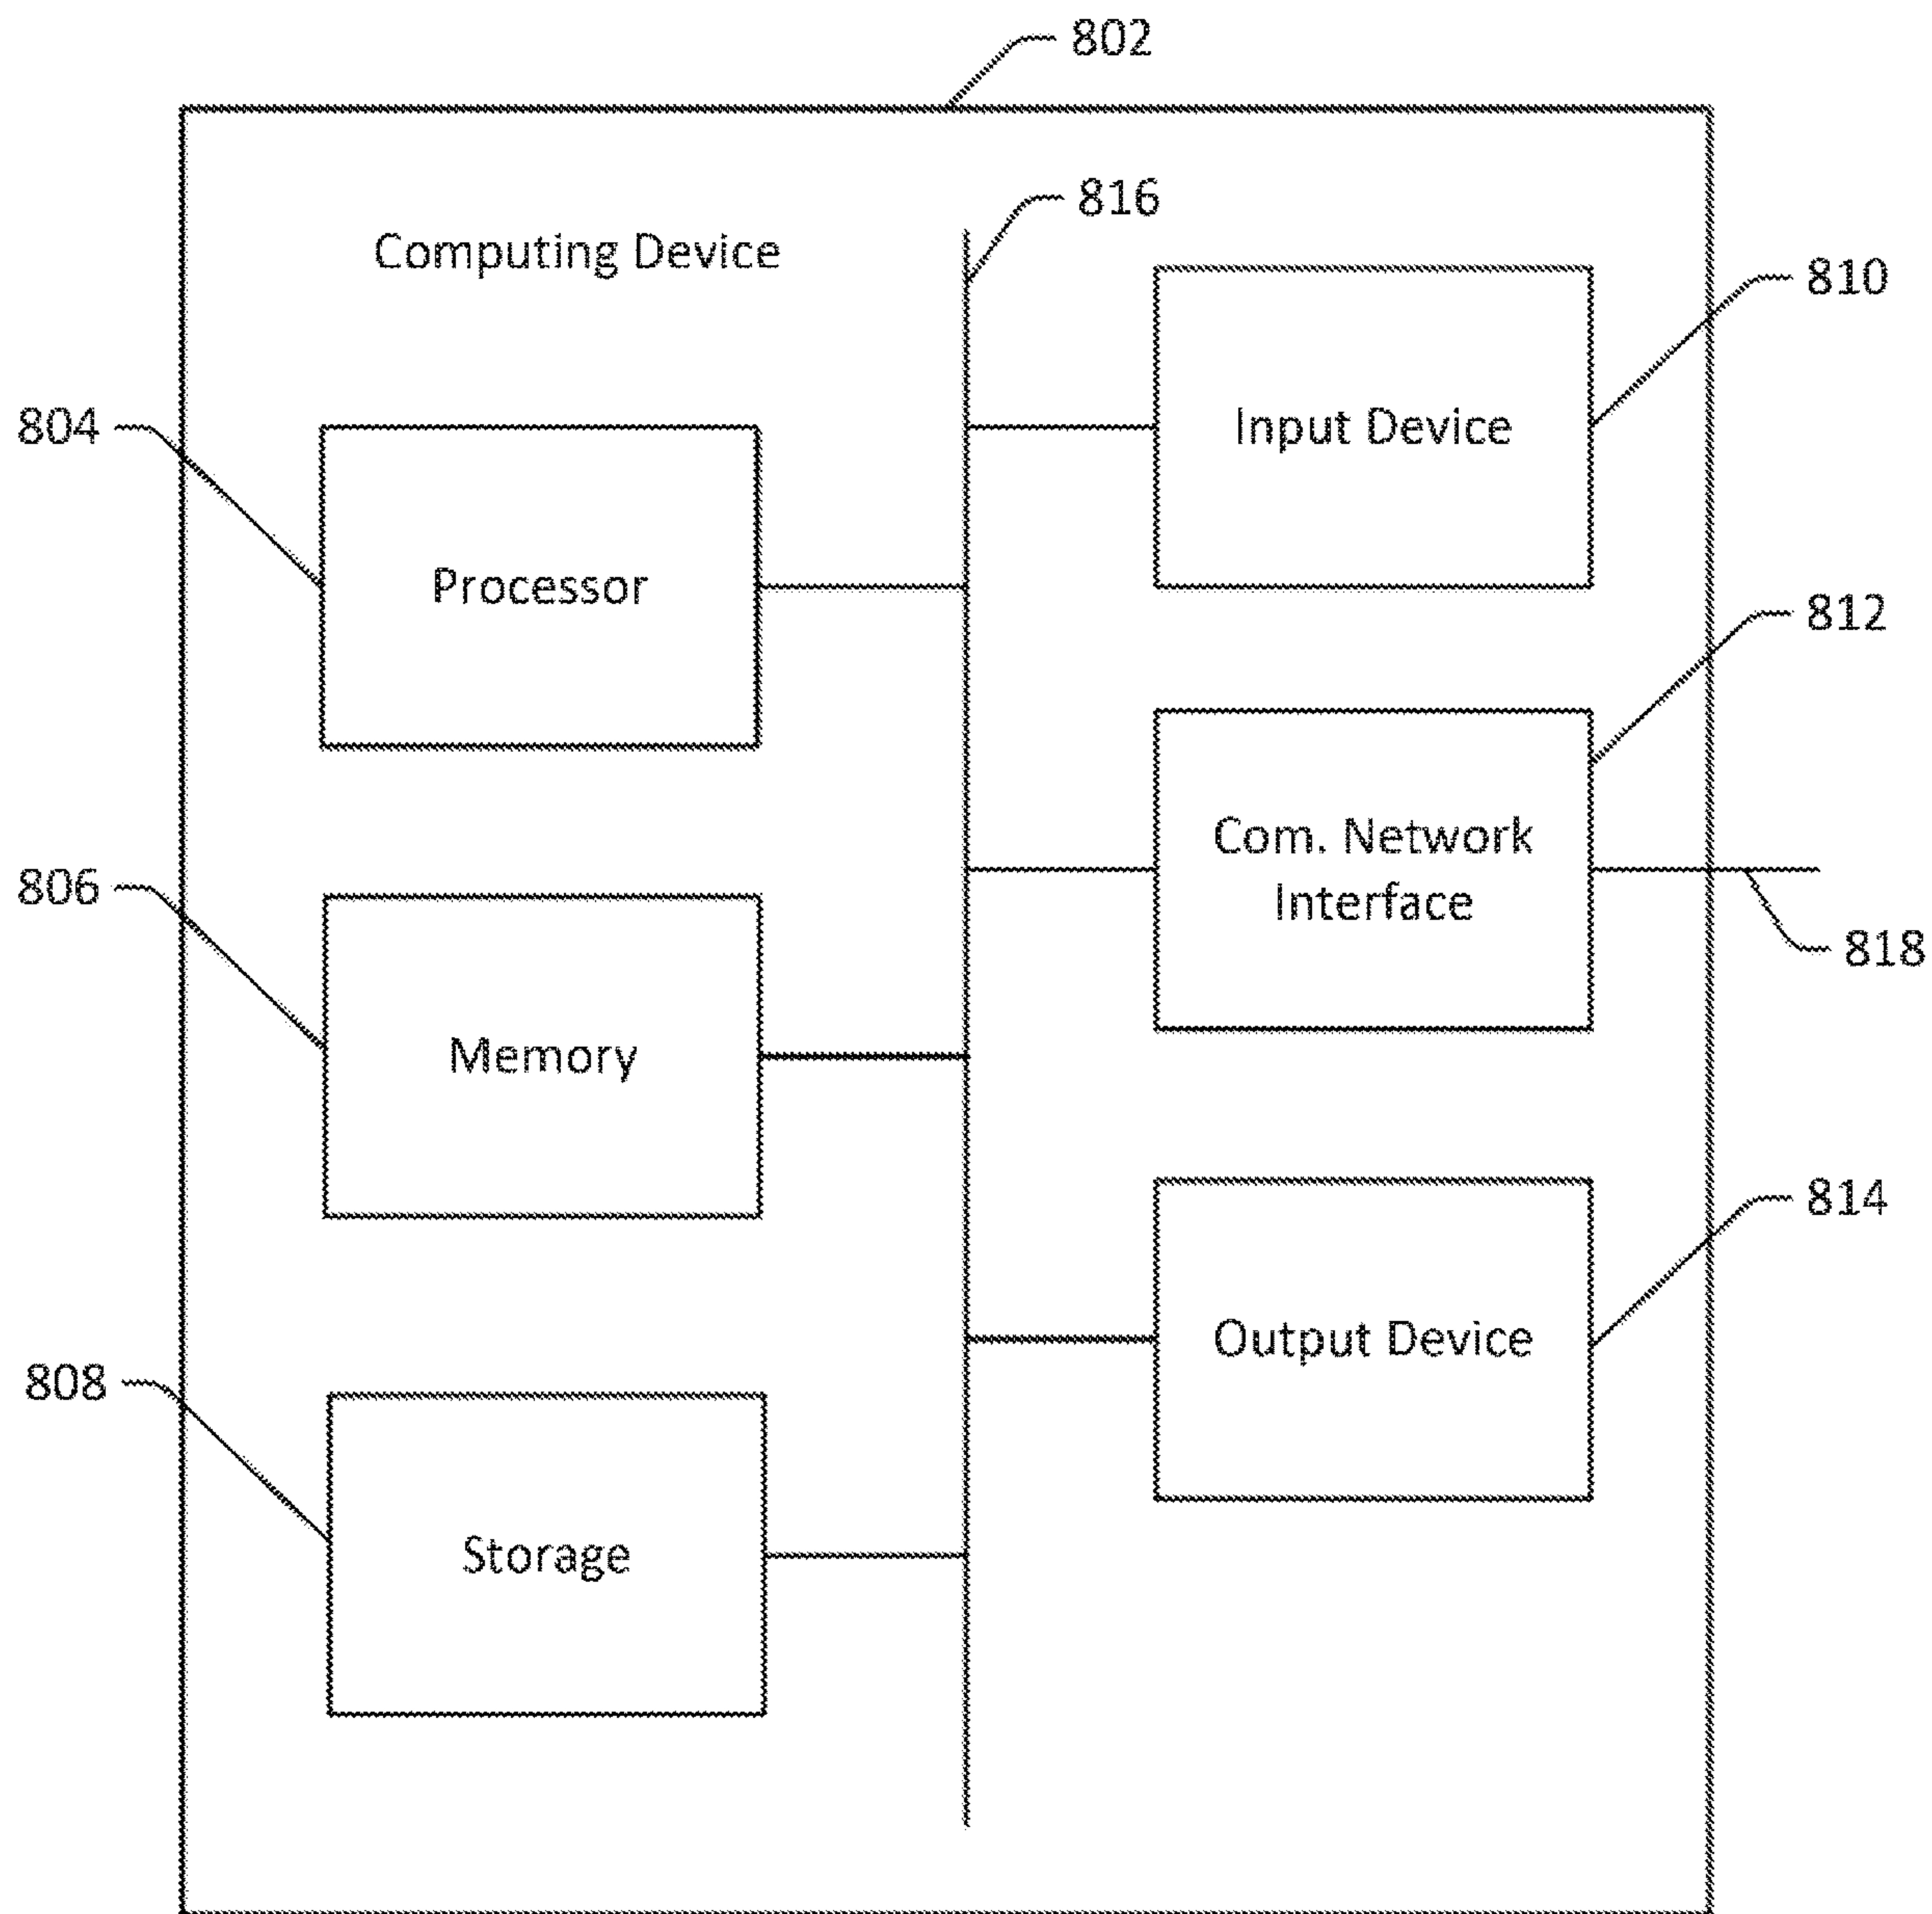 802
816
Computing Device
810
804
Input Device
Processor
812
Com. Network
Interface
806
818
Memory
814
Output Device
808
Storage